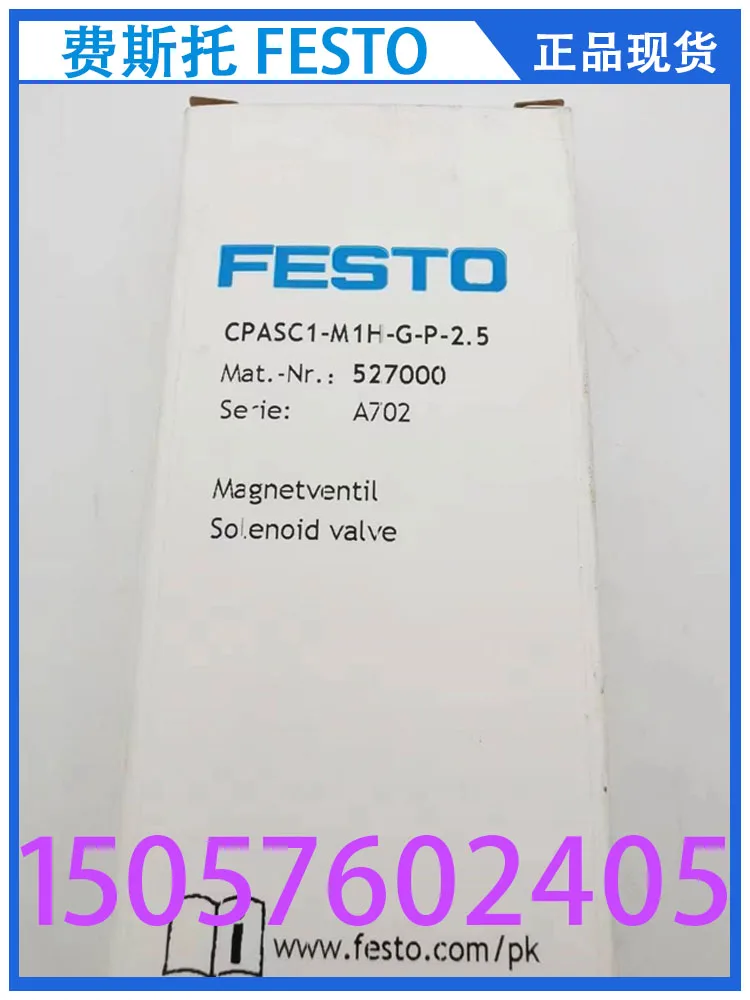 费斯托 FESTO
正品现货
FESTO
CPASC1-M1H-G-P-2.5
Mat.-Nr.: 527000
Serie: A702
Magnetventil
Solenoid valve
15057602405
www.festo.com/pk